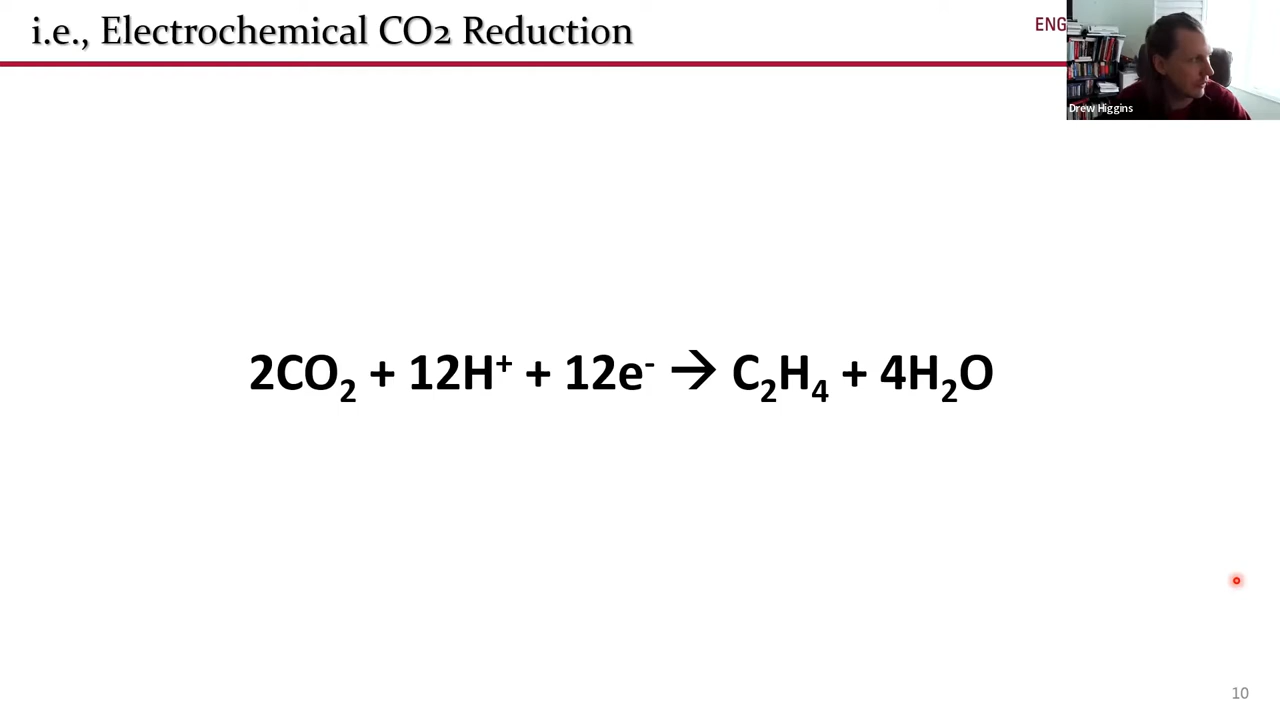 i.e., Electrochemical CO2 Reduction
ENG
Drew Higgins
2CO₂ + 12H⁺ + 12e⁻ → C₂H₄ + 4H₂O
10